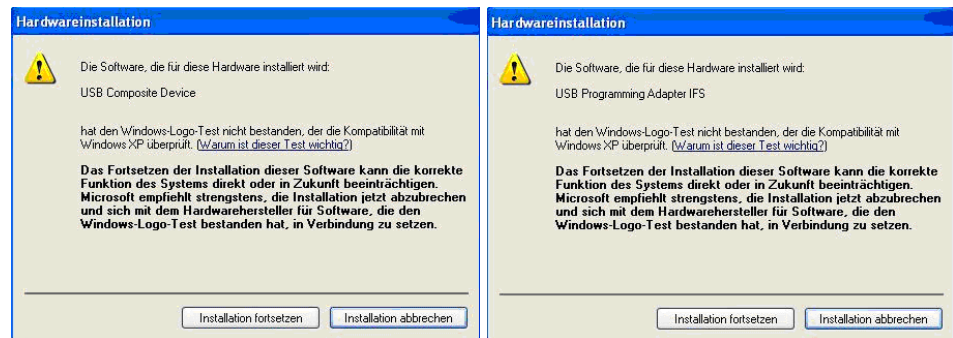 Hardwareinstallation
Die Software, die für diese Hardware installiert wird:
USB Composite Device
hat den Windows-Logo-Test nicht bestanden, der die Kompatibilität mit
Windows XP überprüft. (Warum ist dieser Test wichtig?)
Das Fortsetzen der Installation dieser Software kann die korrekte
Funktion des Systems direkt oder in Zukunft beeinträchtigen.
Microsoft empfiehlt strengstens, die Installation jetzt abzubrechen
und sich mit dem Hardwarehersteller für Software, die den
Windows-Logo-Test bestanden hat, in Verbindung zu setzen.
Installation fortsetzen
Installation abbrechen
Hardwareinstallation
Die Software, die für diese Hardware installiert wird:
USB Programming Adapter IFS
hat den Windows-Logo-Test nicht bestanden, der die Kompatibilität mit
Windows XP überprüft. (Warum ist dieser Test wichtig?)
Das Fortsetzen der Installation dieser Software kann die korrekte
Funktion des Systems direkt oder in Zukunft beeinträchtigen.
Microsoft empfiehlt strengstens, die Installation jetzt abzubrechen
und sich mit dem Hardwarehersteller für Software, die den
Windows-Logo-Test bestanden hat, in Verbindung zu setzen.
Installation fortsetzen
Installation abbrechen